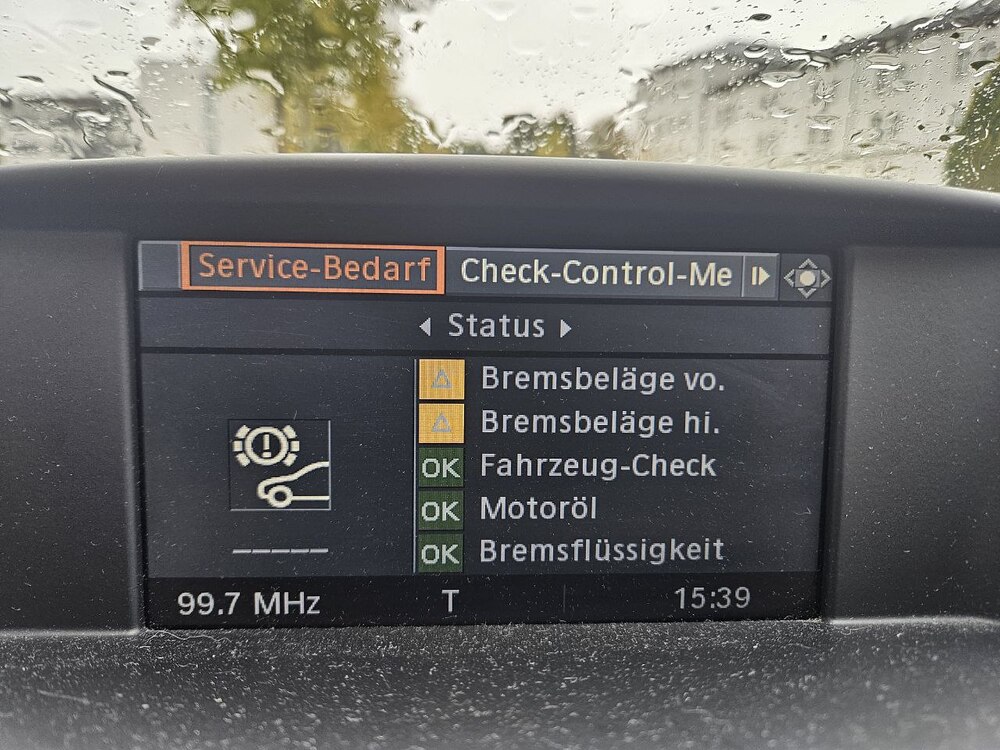 Service-Bedarf Check-Control-Me
Status
Bremsbeläge vo.
Bremsbeläge hi.
OK Fahrzeug-Check
OK Motoröl
OK Bremsflüssigkeit
99.7 MHz T 15:39